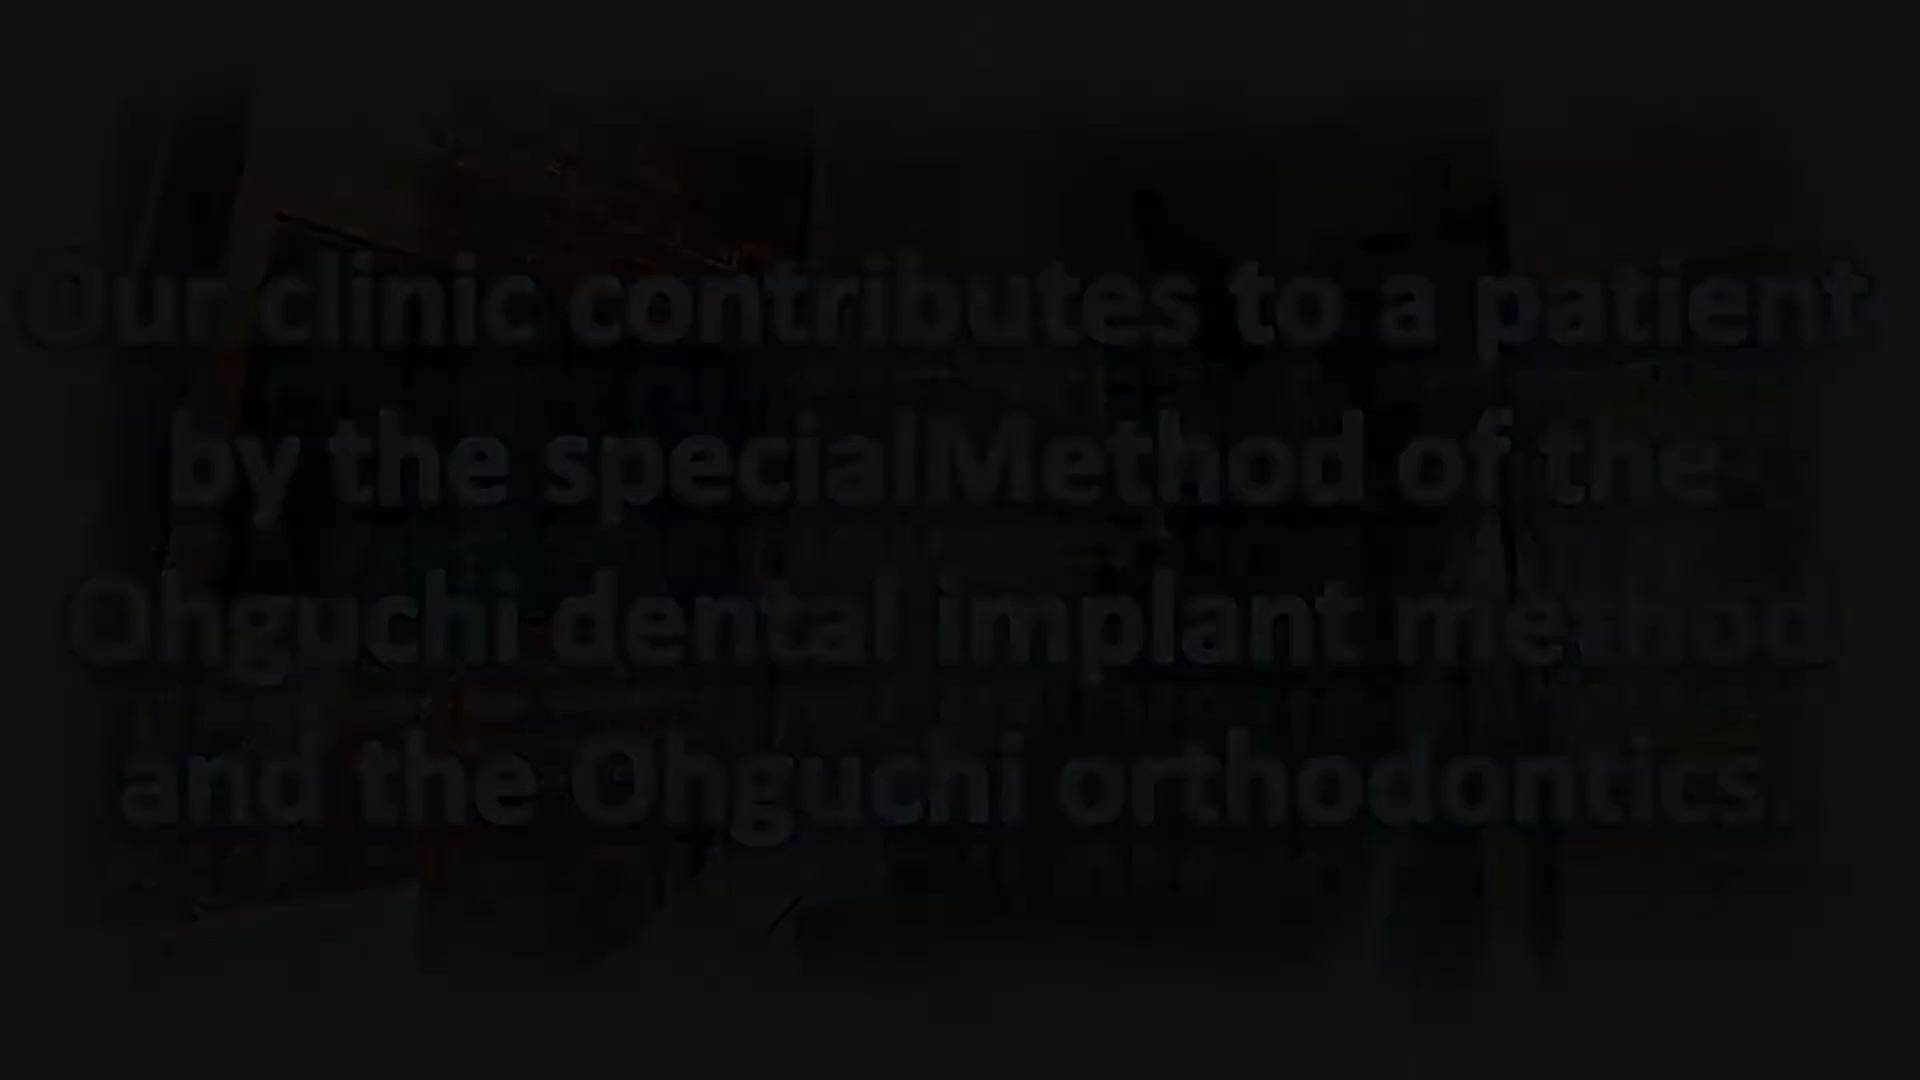 Our clinic contributes to a patient
by the specialMethod of the
Ohguchi dental implant method
and the Ohguchi orthodontics.